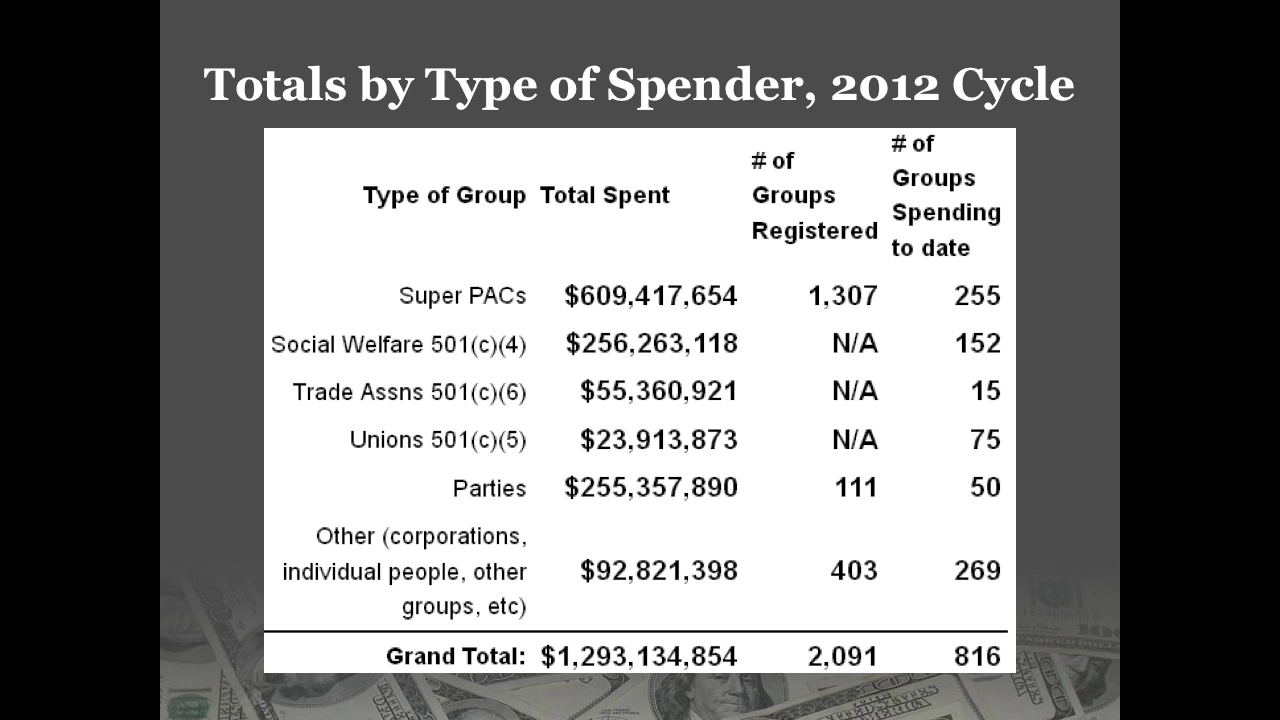 Totals by Type of Spender, 2012 Cycle
Type of Group Total Spent # of Groups Registered # of Groups Spending to date
Super PACs $609,417,654 1,307 255
Social Welfare 501(c)(4) $256,263,118 N/A 152
Trade Assns 501(c)(6) $55,360,921 N/A 15
Unions 501(c)(5) $23,913,873 N/A 75
Parties $255,357,890 111 50
Other (corporations,
individual people, other
groups, etc) $92,821,398 403 269
Grand Total: $1,293,134,854 2,091 816